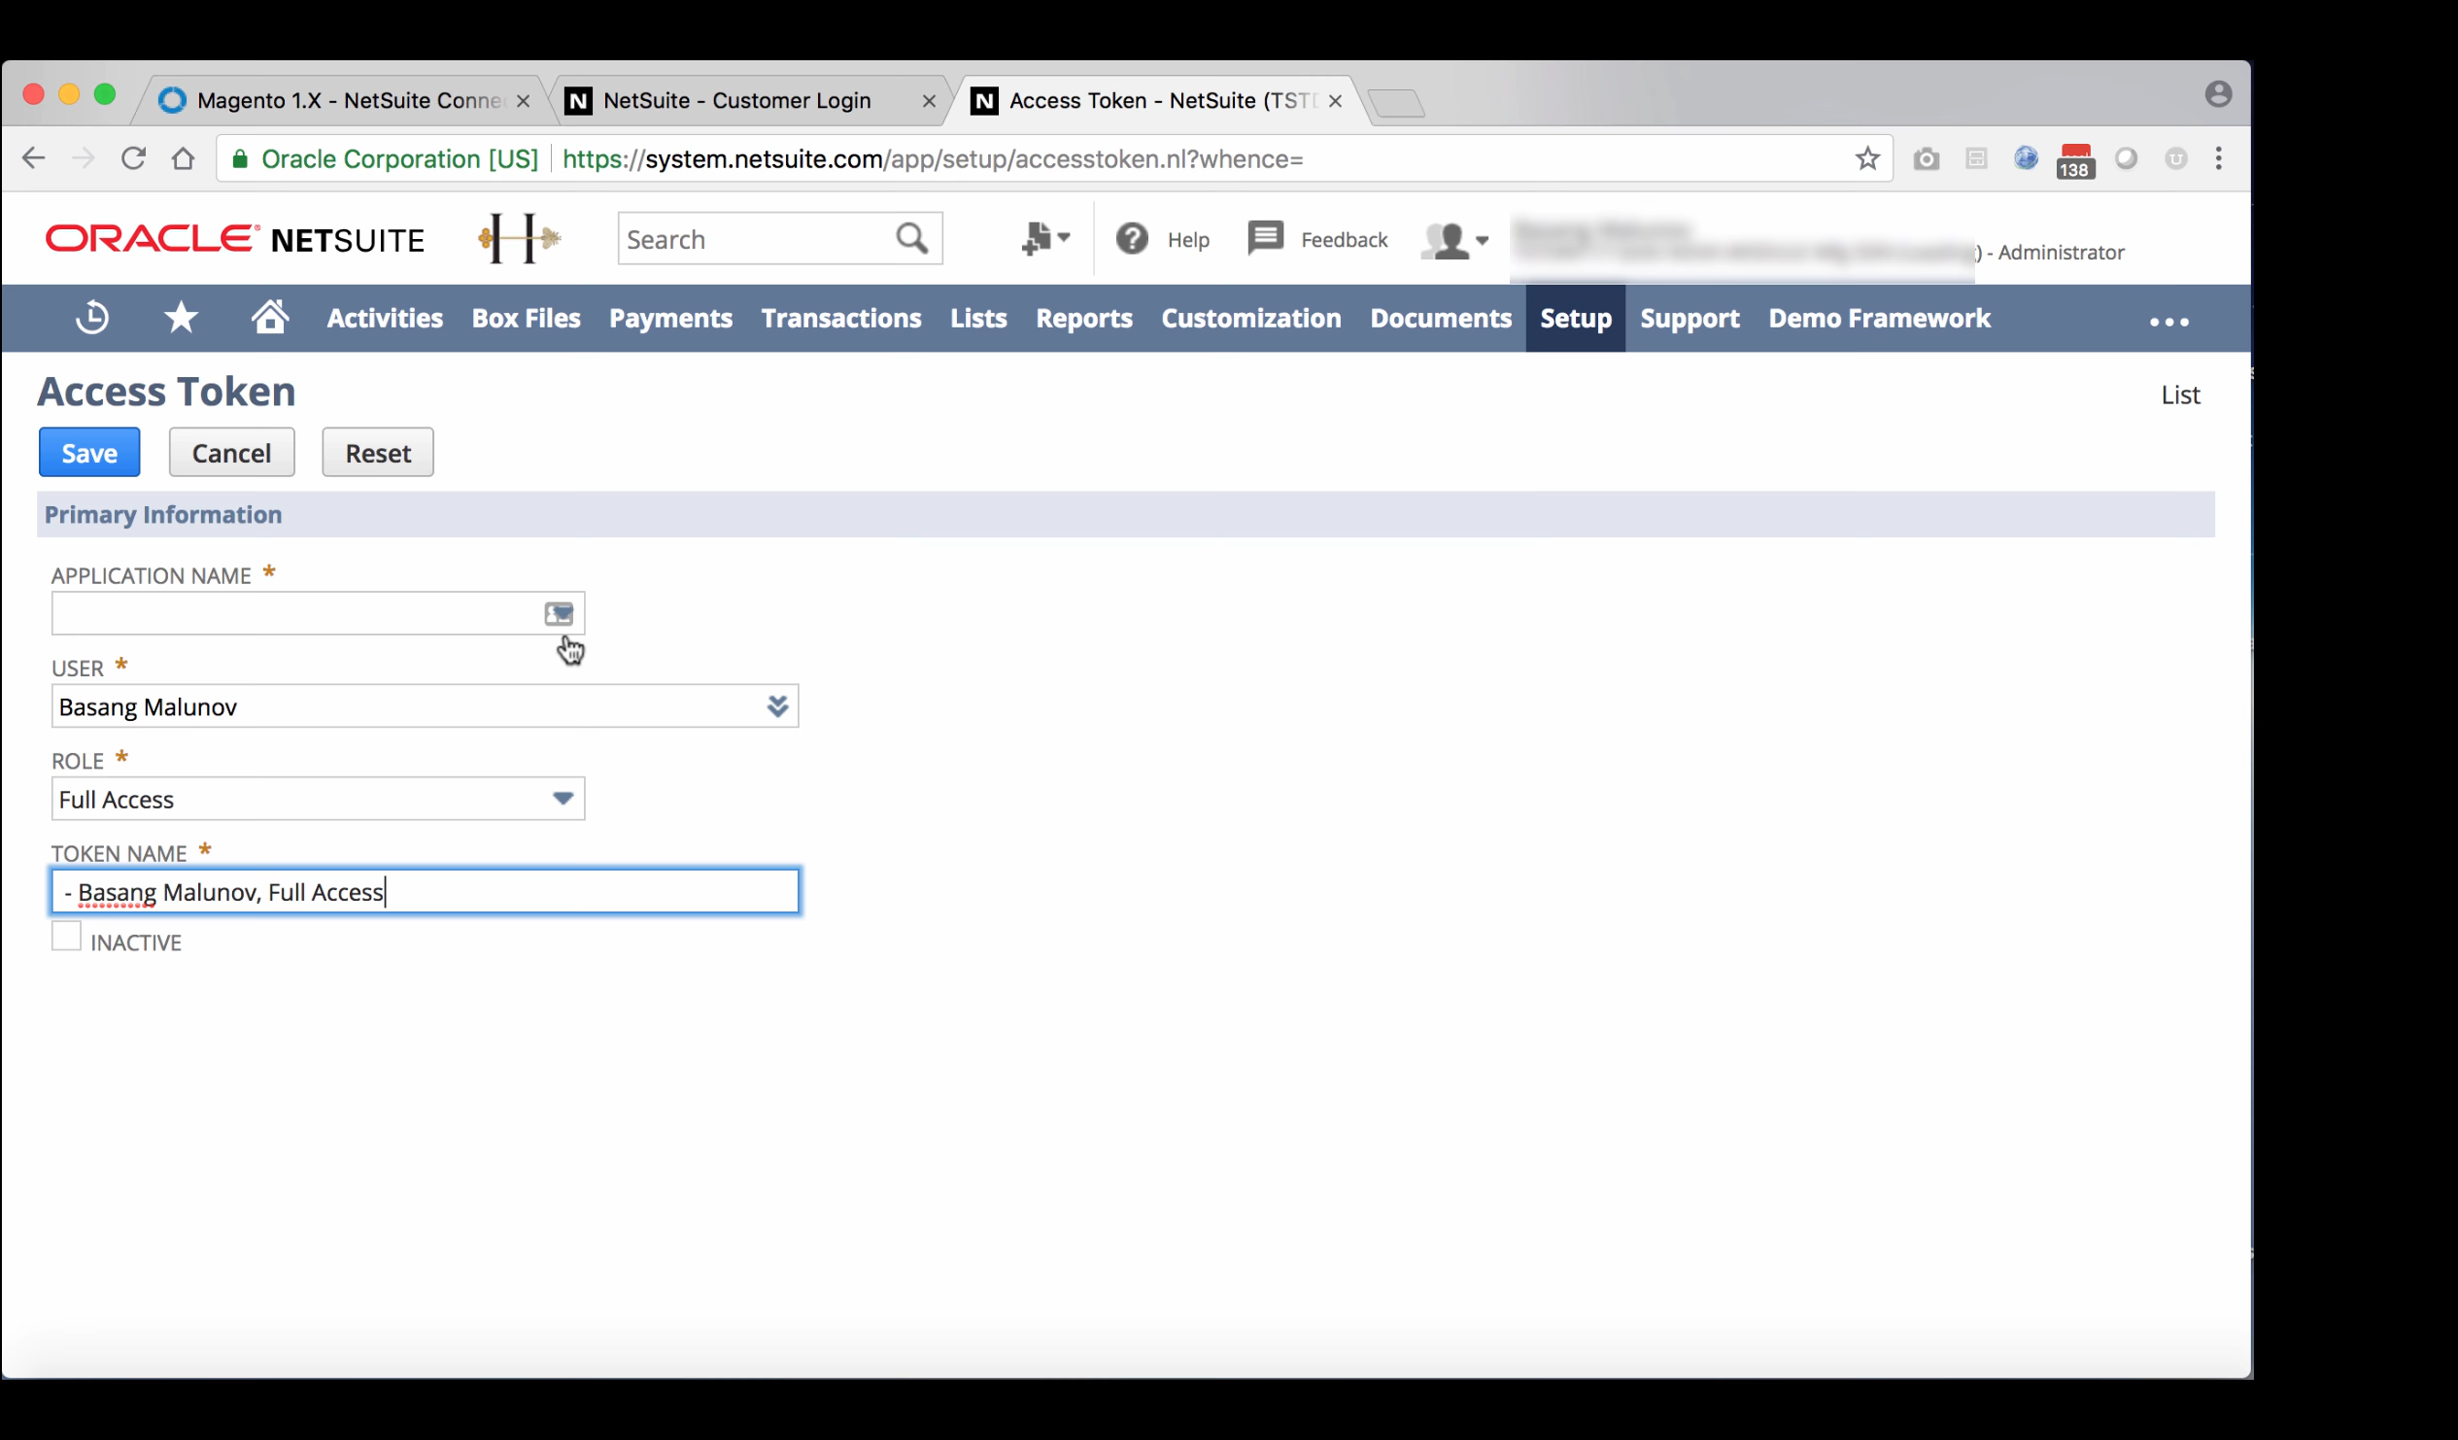 Magento 1.X - NetSuite Conne
NetSuite - Customer Login
Access Token - NetSuite (TST
Oracle Corporation [US] https://system.netsuite.com/app/setup/accesstoken.nl?whence=
138
ORACLE NETSUITE
H
Search
Help
Feedback
) - Administrator
Activities Box Files Payments Transactions Lists Reports Customization Documents Setup Support Demo Framework
Access Token
List
Save Cancel Reset
Primary Information
APPLICATION NAME *
USER *
Basang Malunov
ROLE *
Full Access
TOKEN NAME *
- Basang Malunov, Full Access
INACTIVE